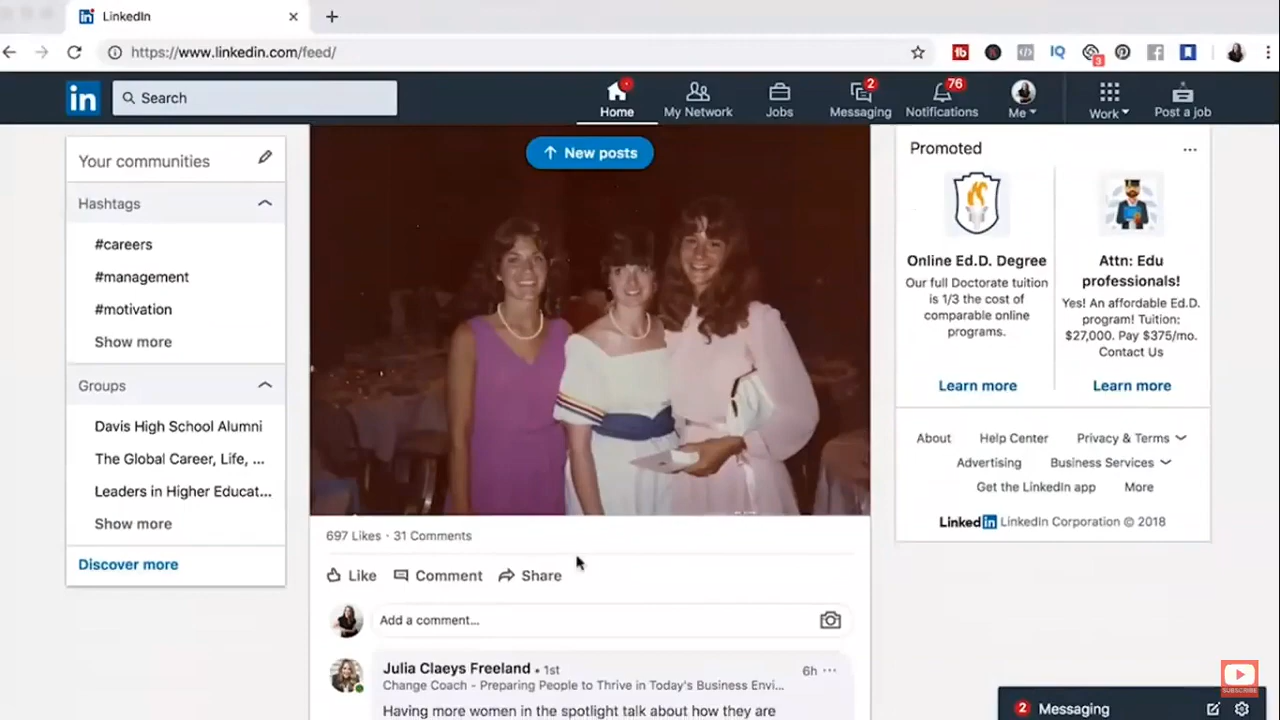 LinkedIn
https://www.linkedin.com/feed/
in
Search
Home
My Network
Jobs
2
Messaging
76
Notifications
Me
Work
Post a job
Your communities
Hashtags
#careers
#management
#motivation
Show more
Groups
Davis High School Alumni
The Global Career, Life, ...
Leaders in Higher Educat...
Show more
Discover more
New posts
697 Likes · 31 Comments
Like
Comment
Share
Add a comment...
Julia Claeys Freeland • 1st
6h
Change Coach - Preparing People to Thrive in Today's Business Envi...
Having more women in the spotlight talk about how they are
Promoted
Online Ed.D. Degree
Our full Doctorate tuition
is 1/3 the cost of
comparable online
programs.
Learn more
Attn: Edu
professionals!
Yes! An affordable Ed.D.
program! Tuition:
$27,000. Pay $375/mo.
Contact Us
Learn more
About
Help Center
Privacy & Terms
Advertising
Business Services
Get the LinkedIn app
More
LinkedIn LinkedIn Corporation © 2018
SUBSCRIBE
2 Messaging